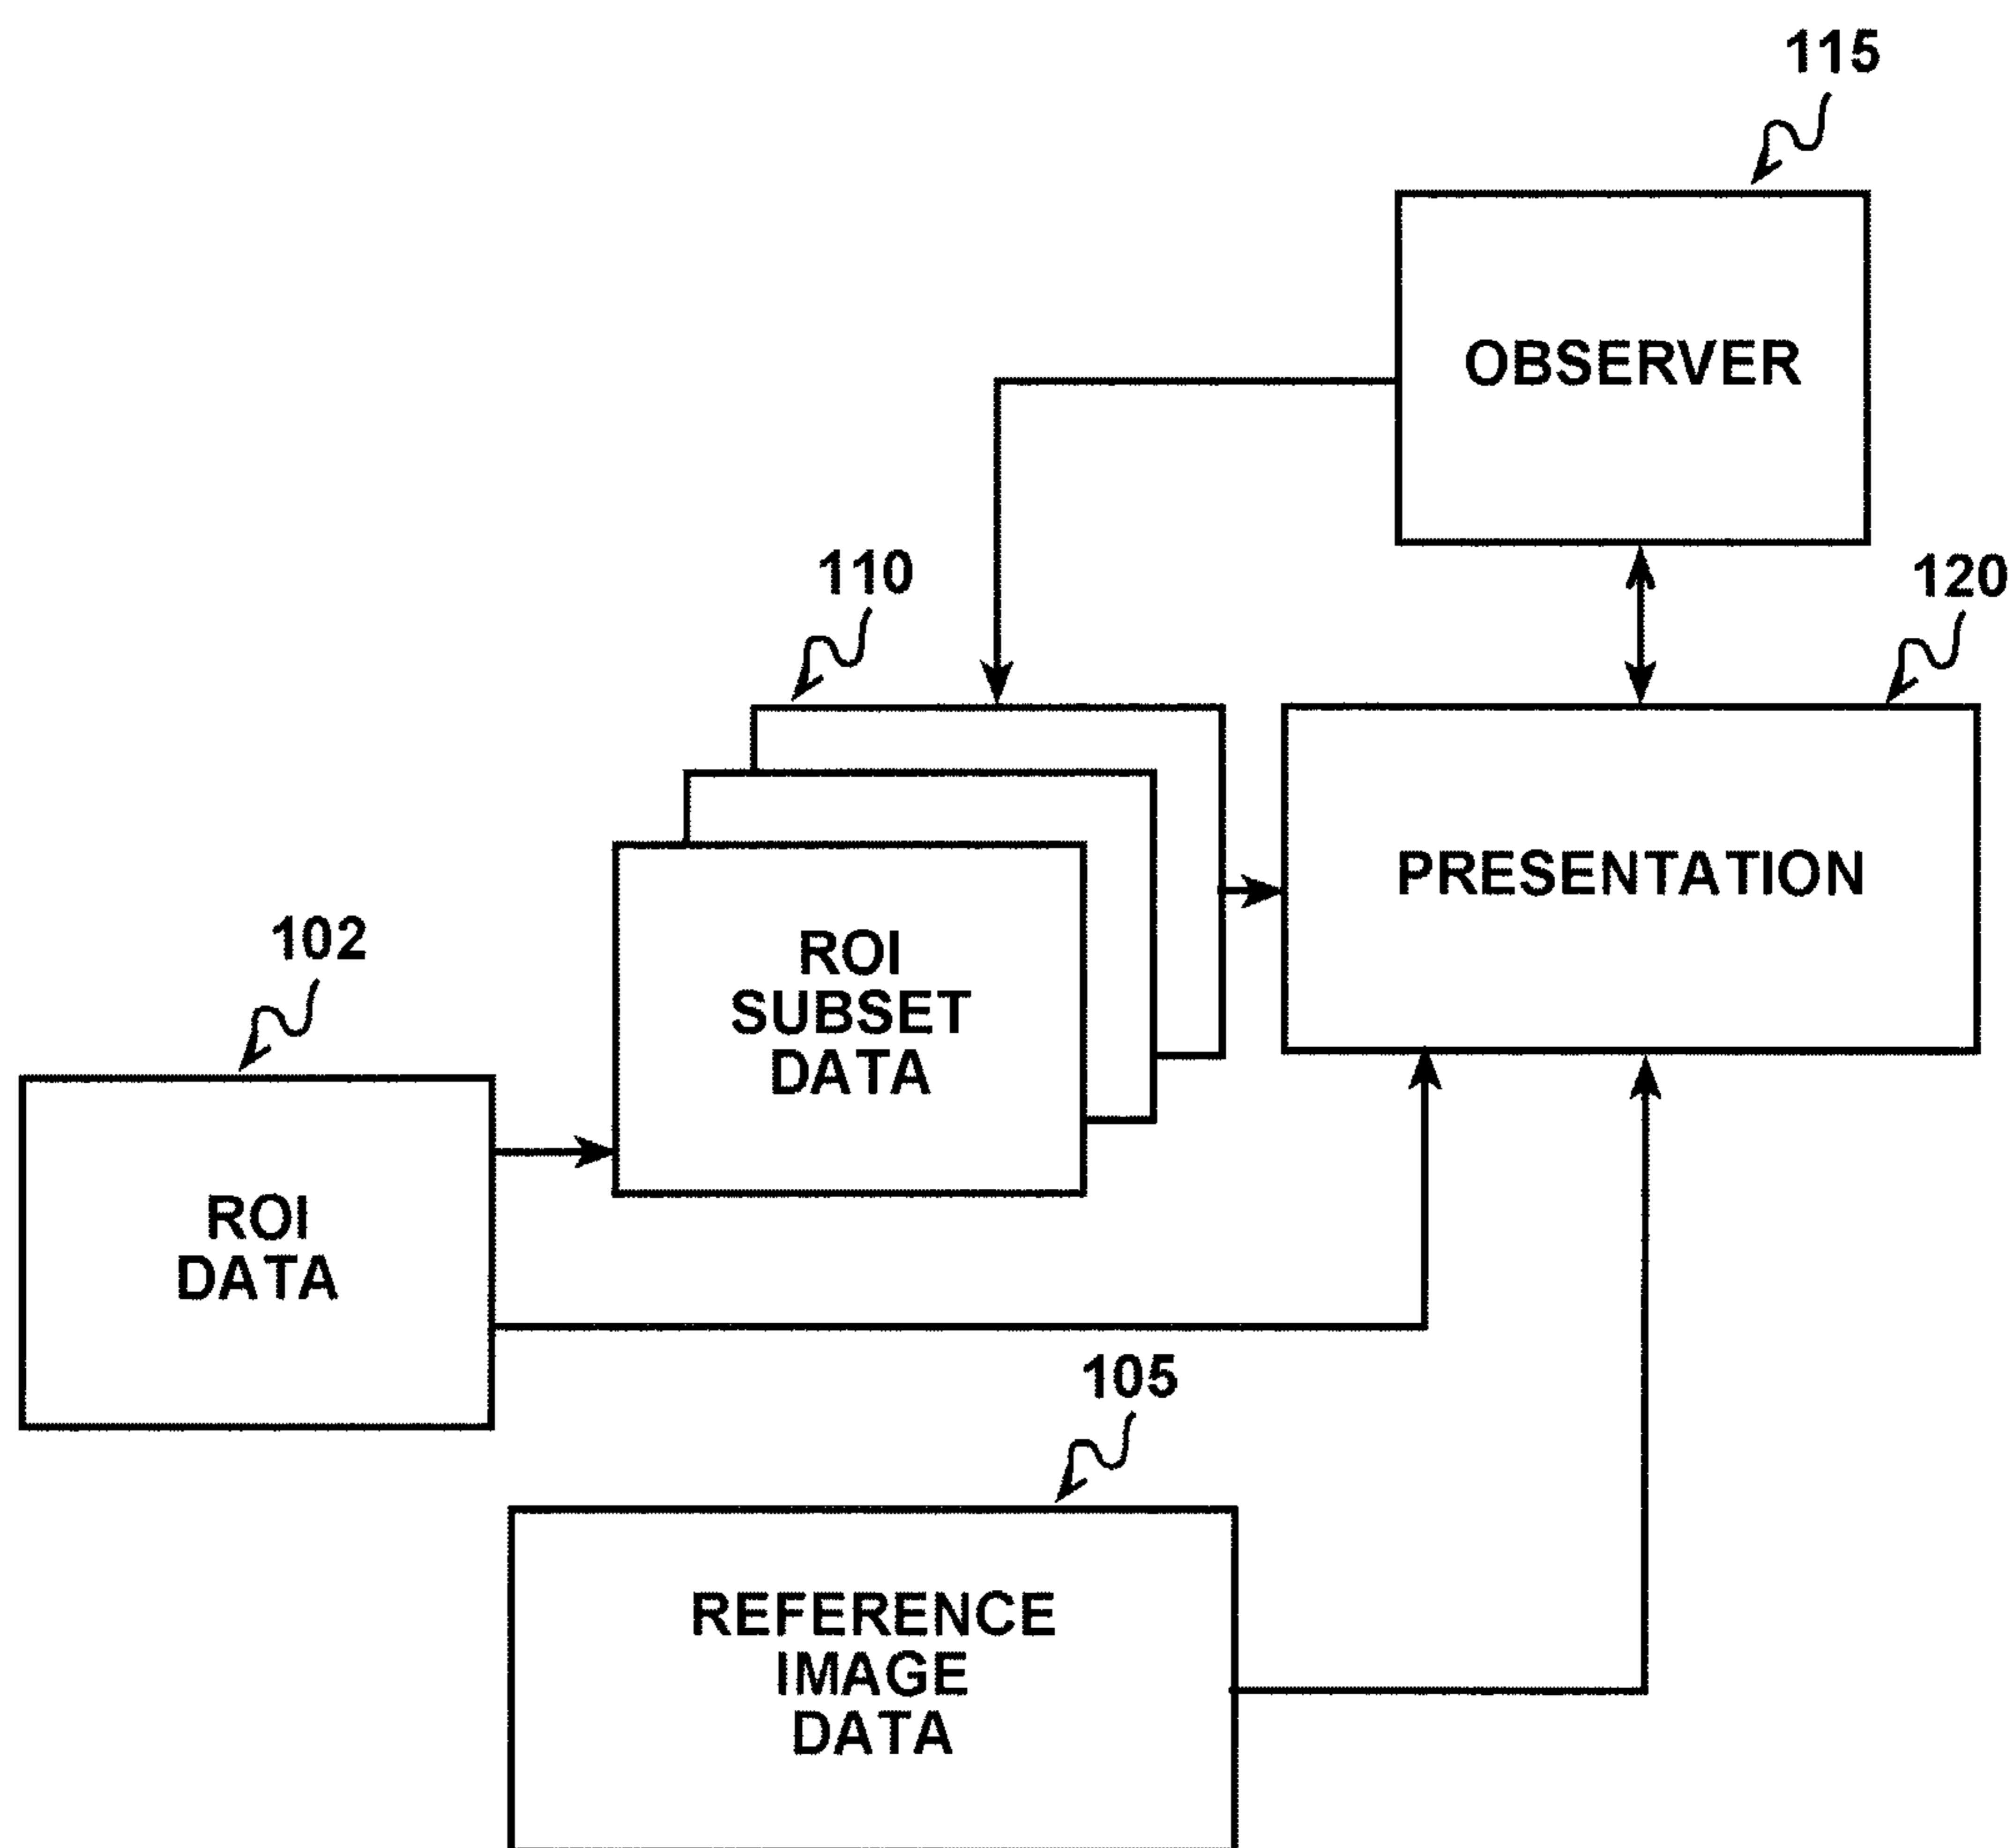 115
OBSERVER
110
120
PRESENTATION
102
ROI
SUBSET
DATA
ROI
DATA
105
REFERENCE
IMAGE
DATA